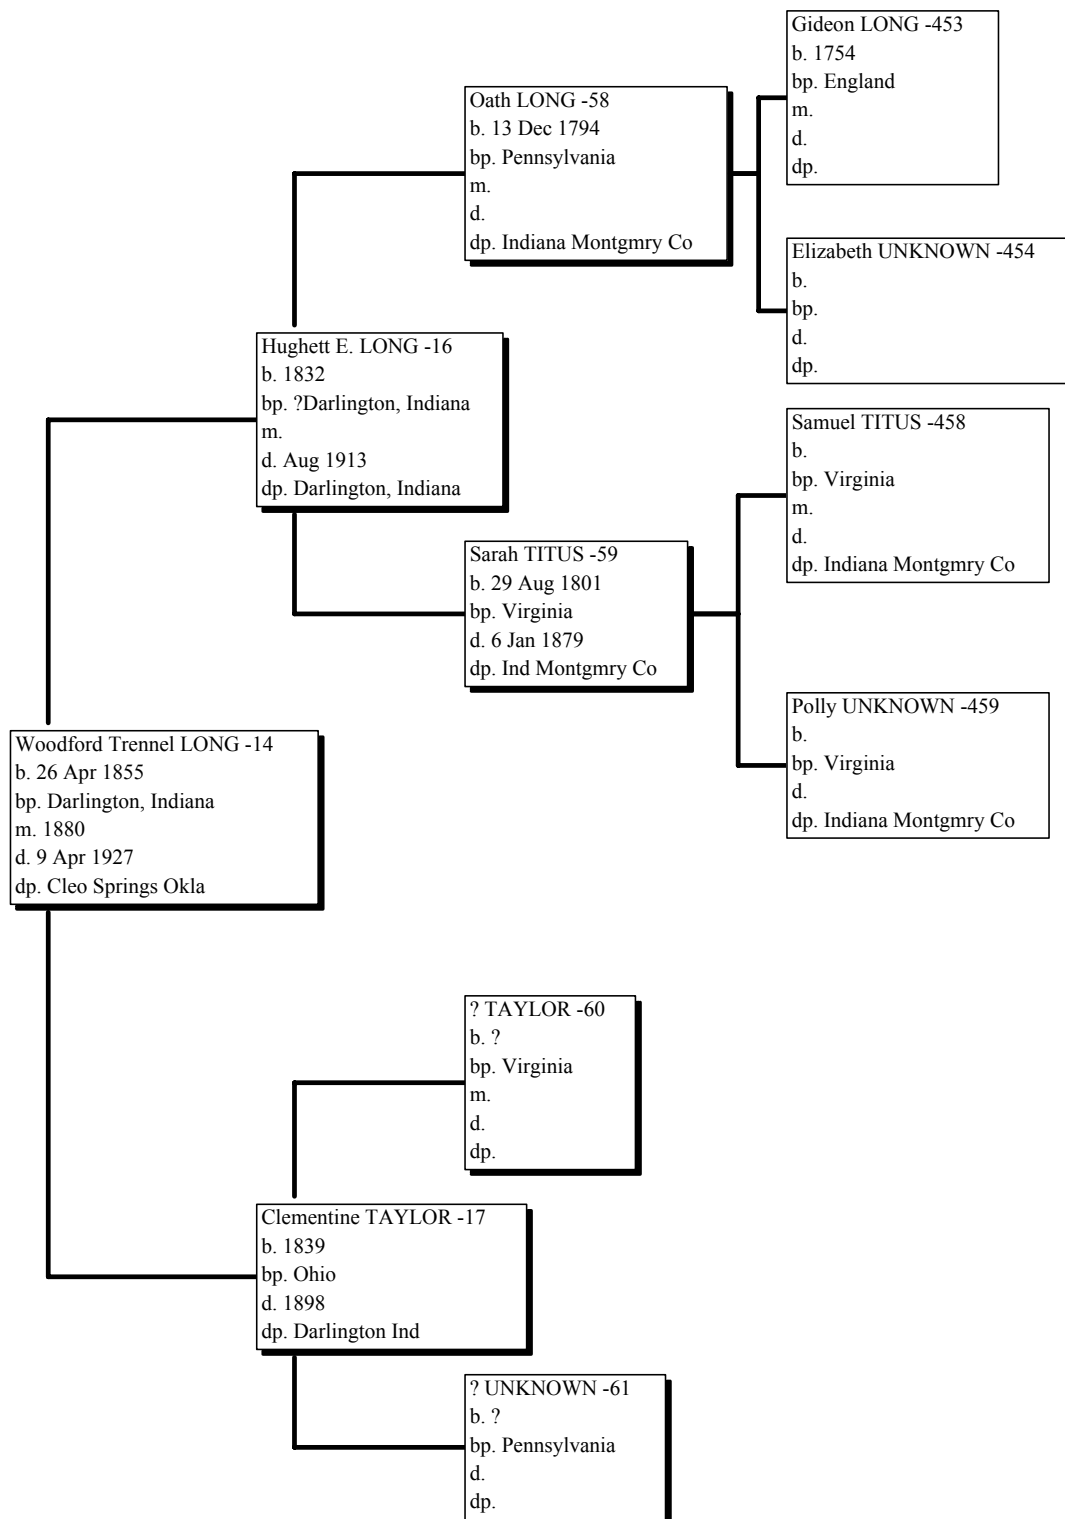 Gideon LONG -453
b. 1754
bp. England
m.
d.
dp.
Oath LONG -58
b. 13 Dec 1794
bp. Pennsylvania
m.
d.
dp. Indiana Montgmry Co
Elizabeth UNKNOWN -454
b.
bp.
d.
dp.
Hughett E. LONG -16
b. 1832
bp. ?Darlington, Indiana
m.
d. Aug 1913
dp. Darlington, Indiana
Samuel TITUS -458
b.
bp. Virginia
m.
d.
dp. Indiana Montgmry Co
Sarah TITUS -59
b. 29 Aug 1801
bp. Virginia
d. 6 Jan 1879
dp. Ind Montgmry Co
Polly UNKNOWN -459
b.
bp. Virginia
d.
dp. Indiana Montgmry Co
Woodford Trennel LONG -14
b. 26 Apr 1855
bp. Darlington, Indiana
m. 1880
d. 9 Apr 1927
dp. Cleo Springs Okla
? TAYLOR -60
b. ?
bp. Virginia
m.
d.
dp.
Clementine TAYLOR -17
b. 1839
bp. Ohio
d. 1898
dp. Darlington Ind
? UNKNOWN -61
b. ?
bp. Pennsylvania
d.
dp.